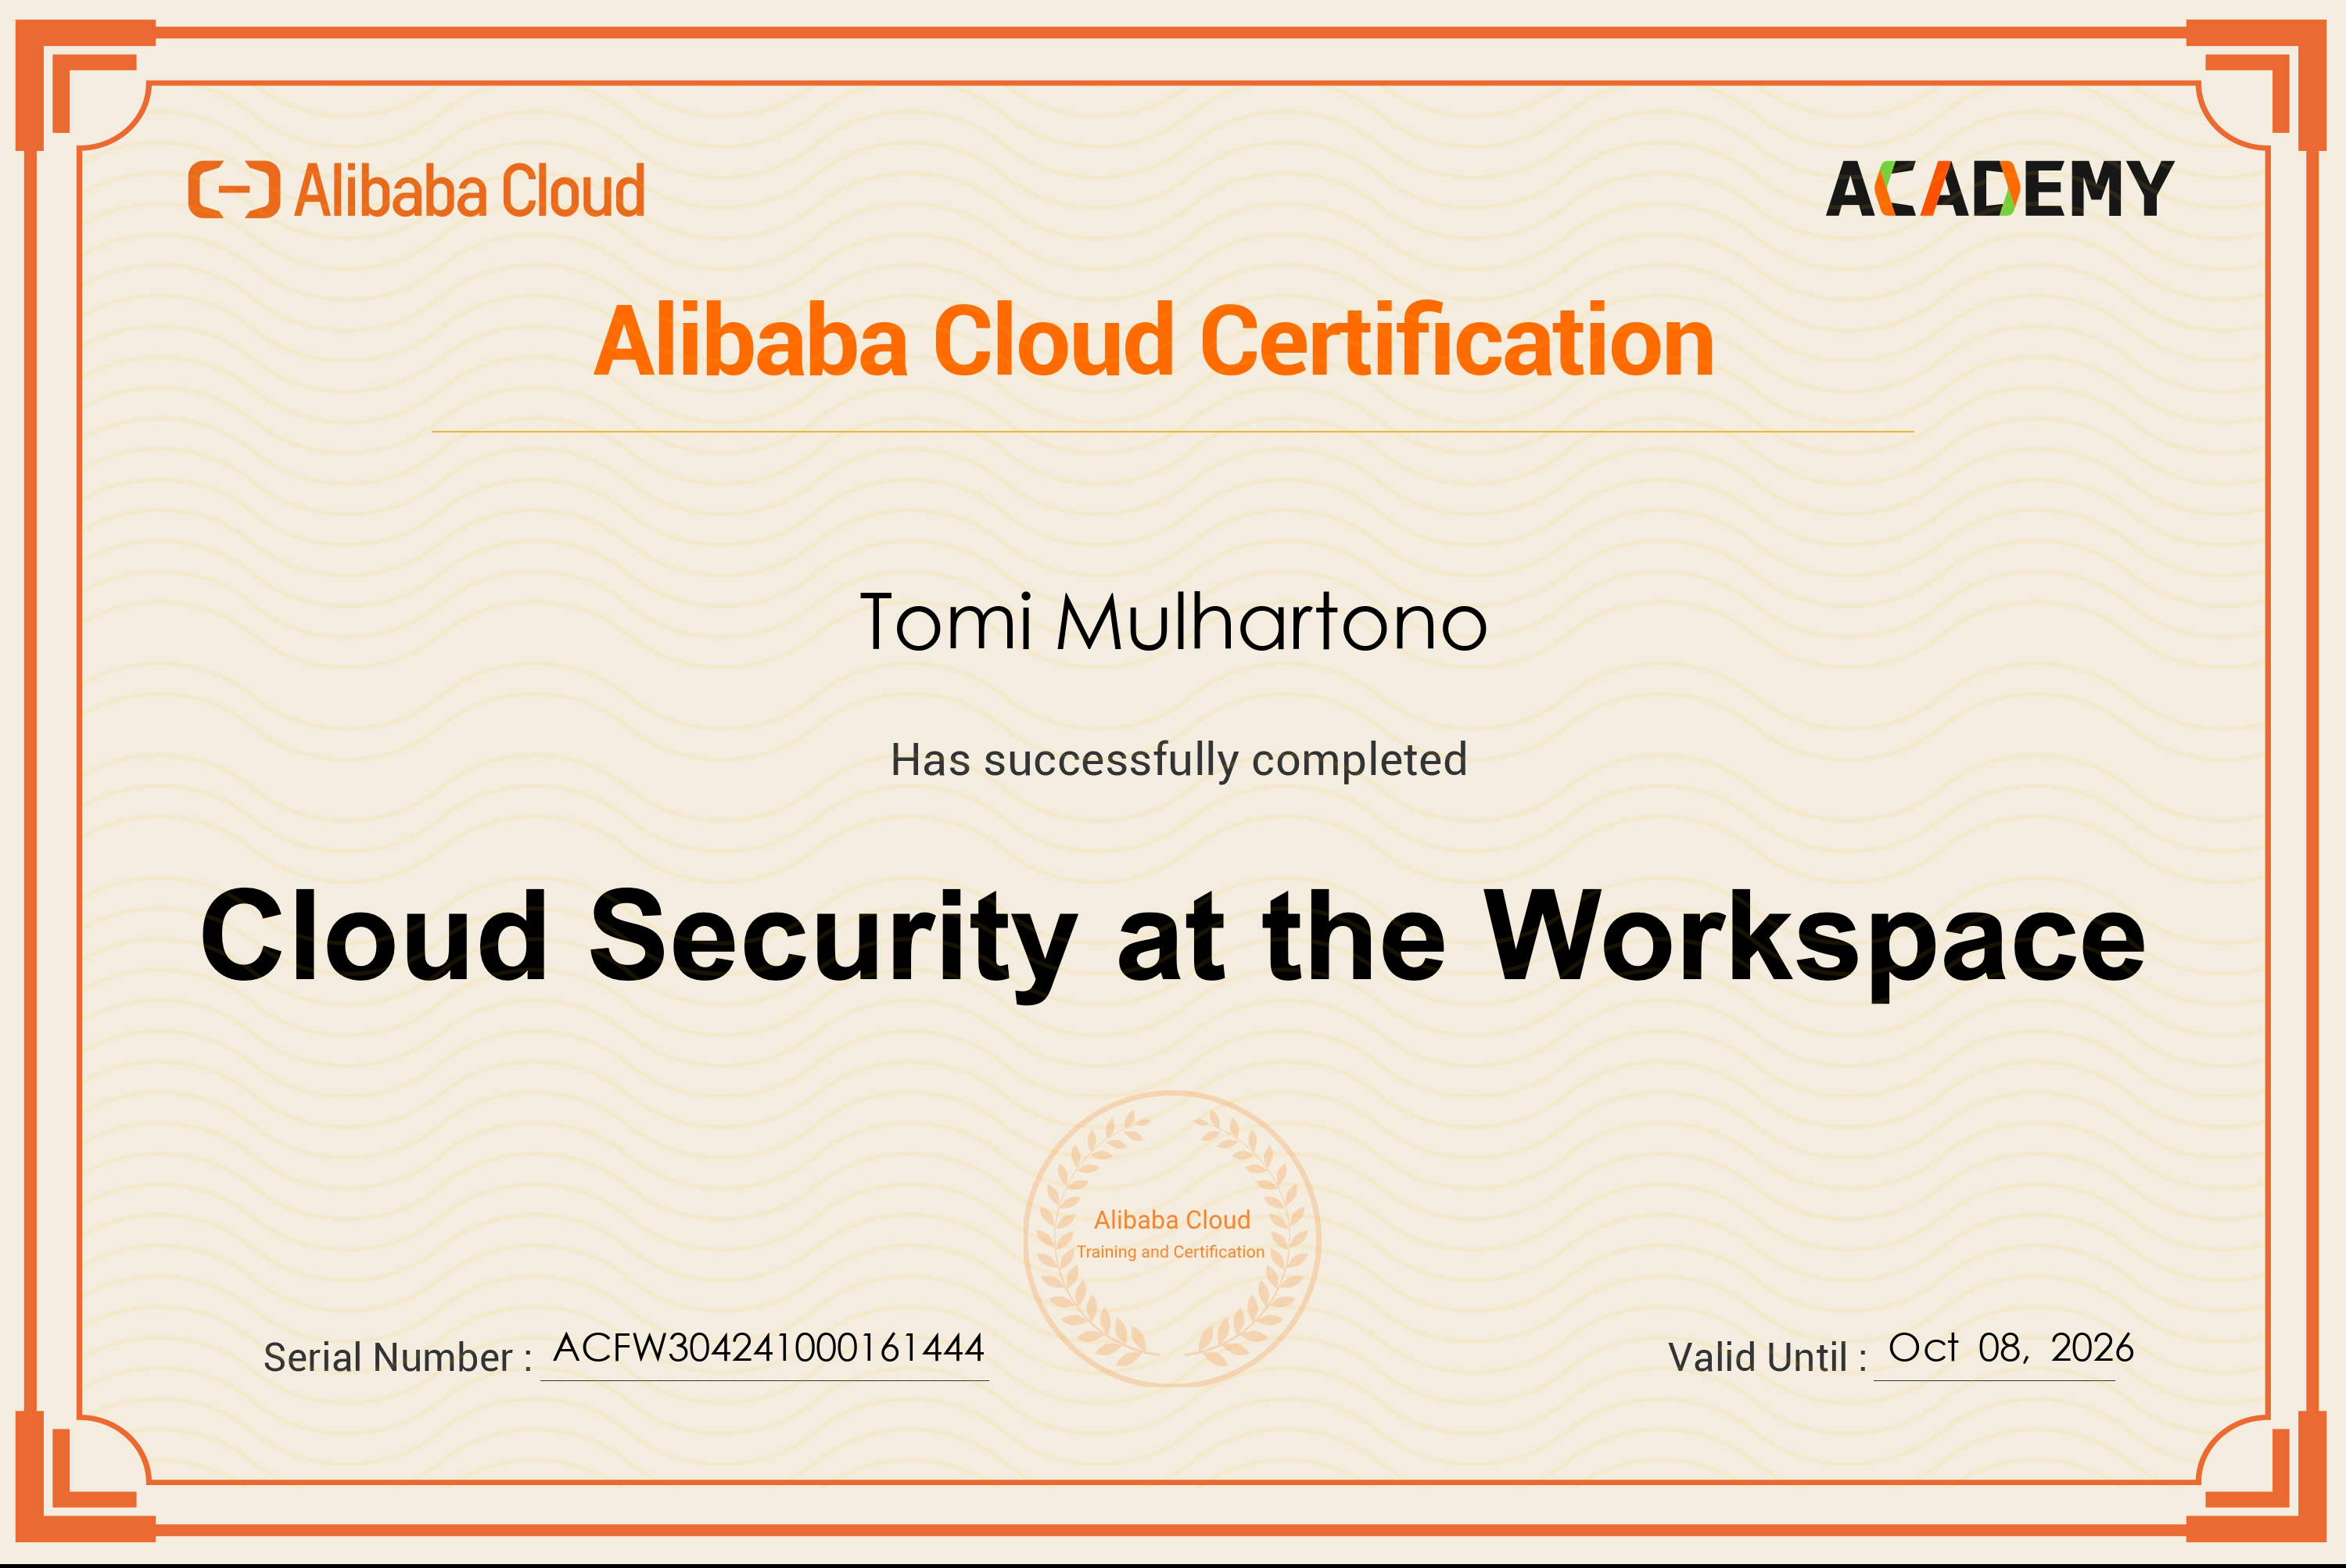 Alibaba Cloud
ACADEMY
Alibaba Cloud Certification
Tomi Mulhartono
Has successfully completed
Cloud Security at the Workspace
Alibaba Cloud
Training and Certification
Serial Number : ACFW304241000161444
Valid Until : Oct 08, 2026